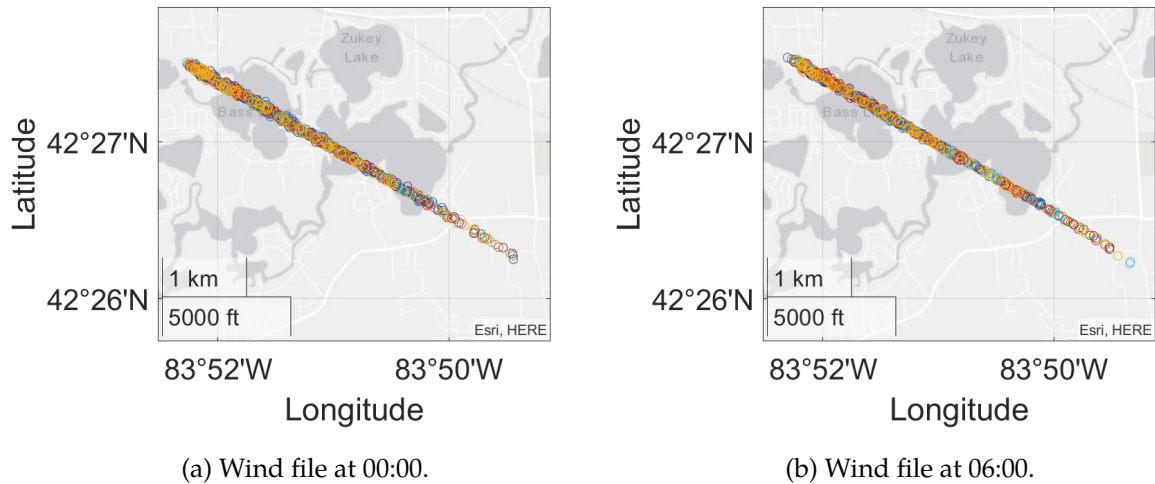 Latitude
42°27'N
42°26'N
Zukey
Lake
1 km
5000 ft
Esri, HERE
83°52'W
83°50'W
Longitude
(a) Wind file at 00:00.
Latitude
42°27'N
42°26'N
Zukey
Lake
1 km
5000 ft
Esri, HERE
83°52'W
83°50'W
Longitude
(b) Wind file at 06:00.